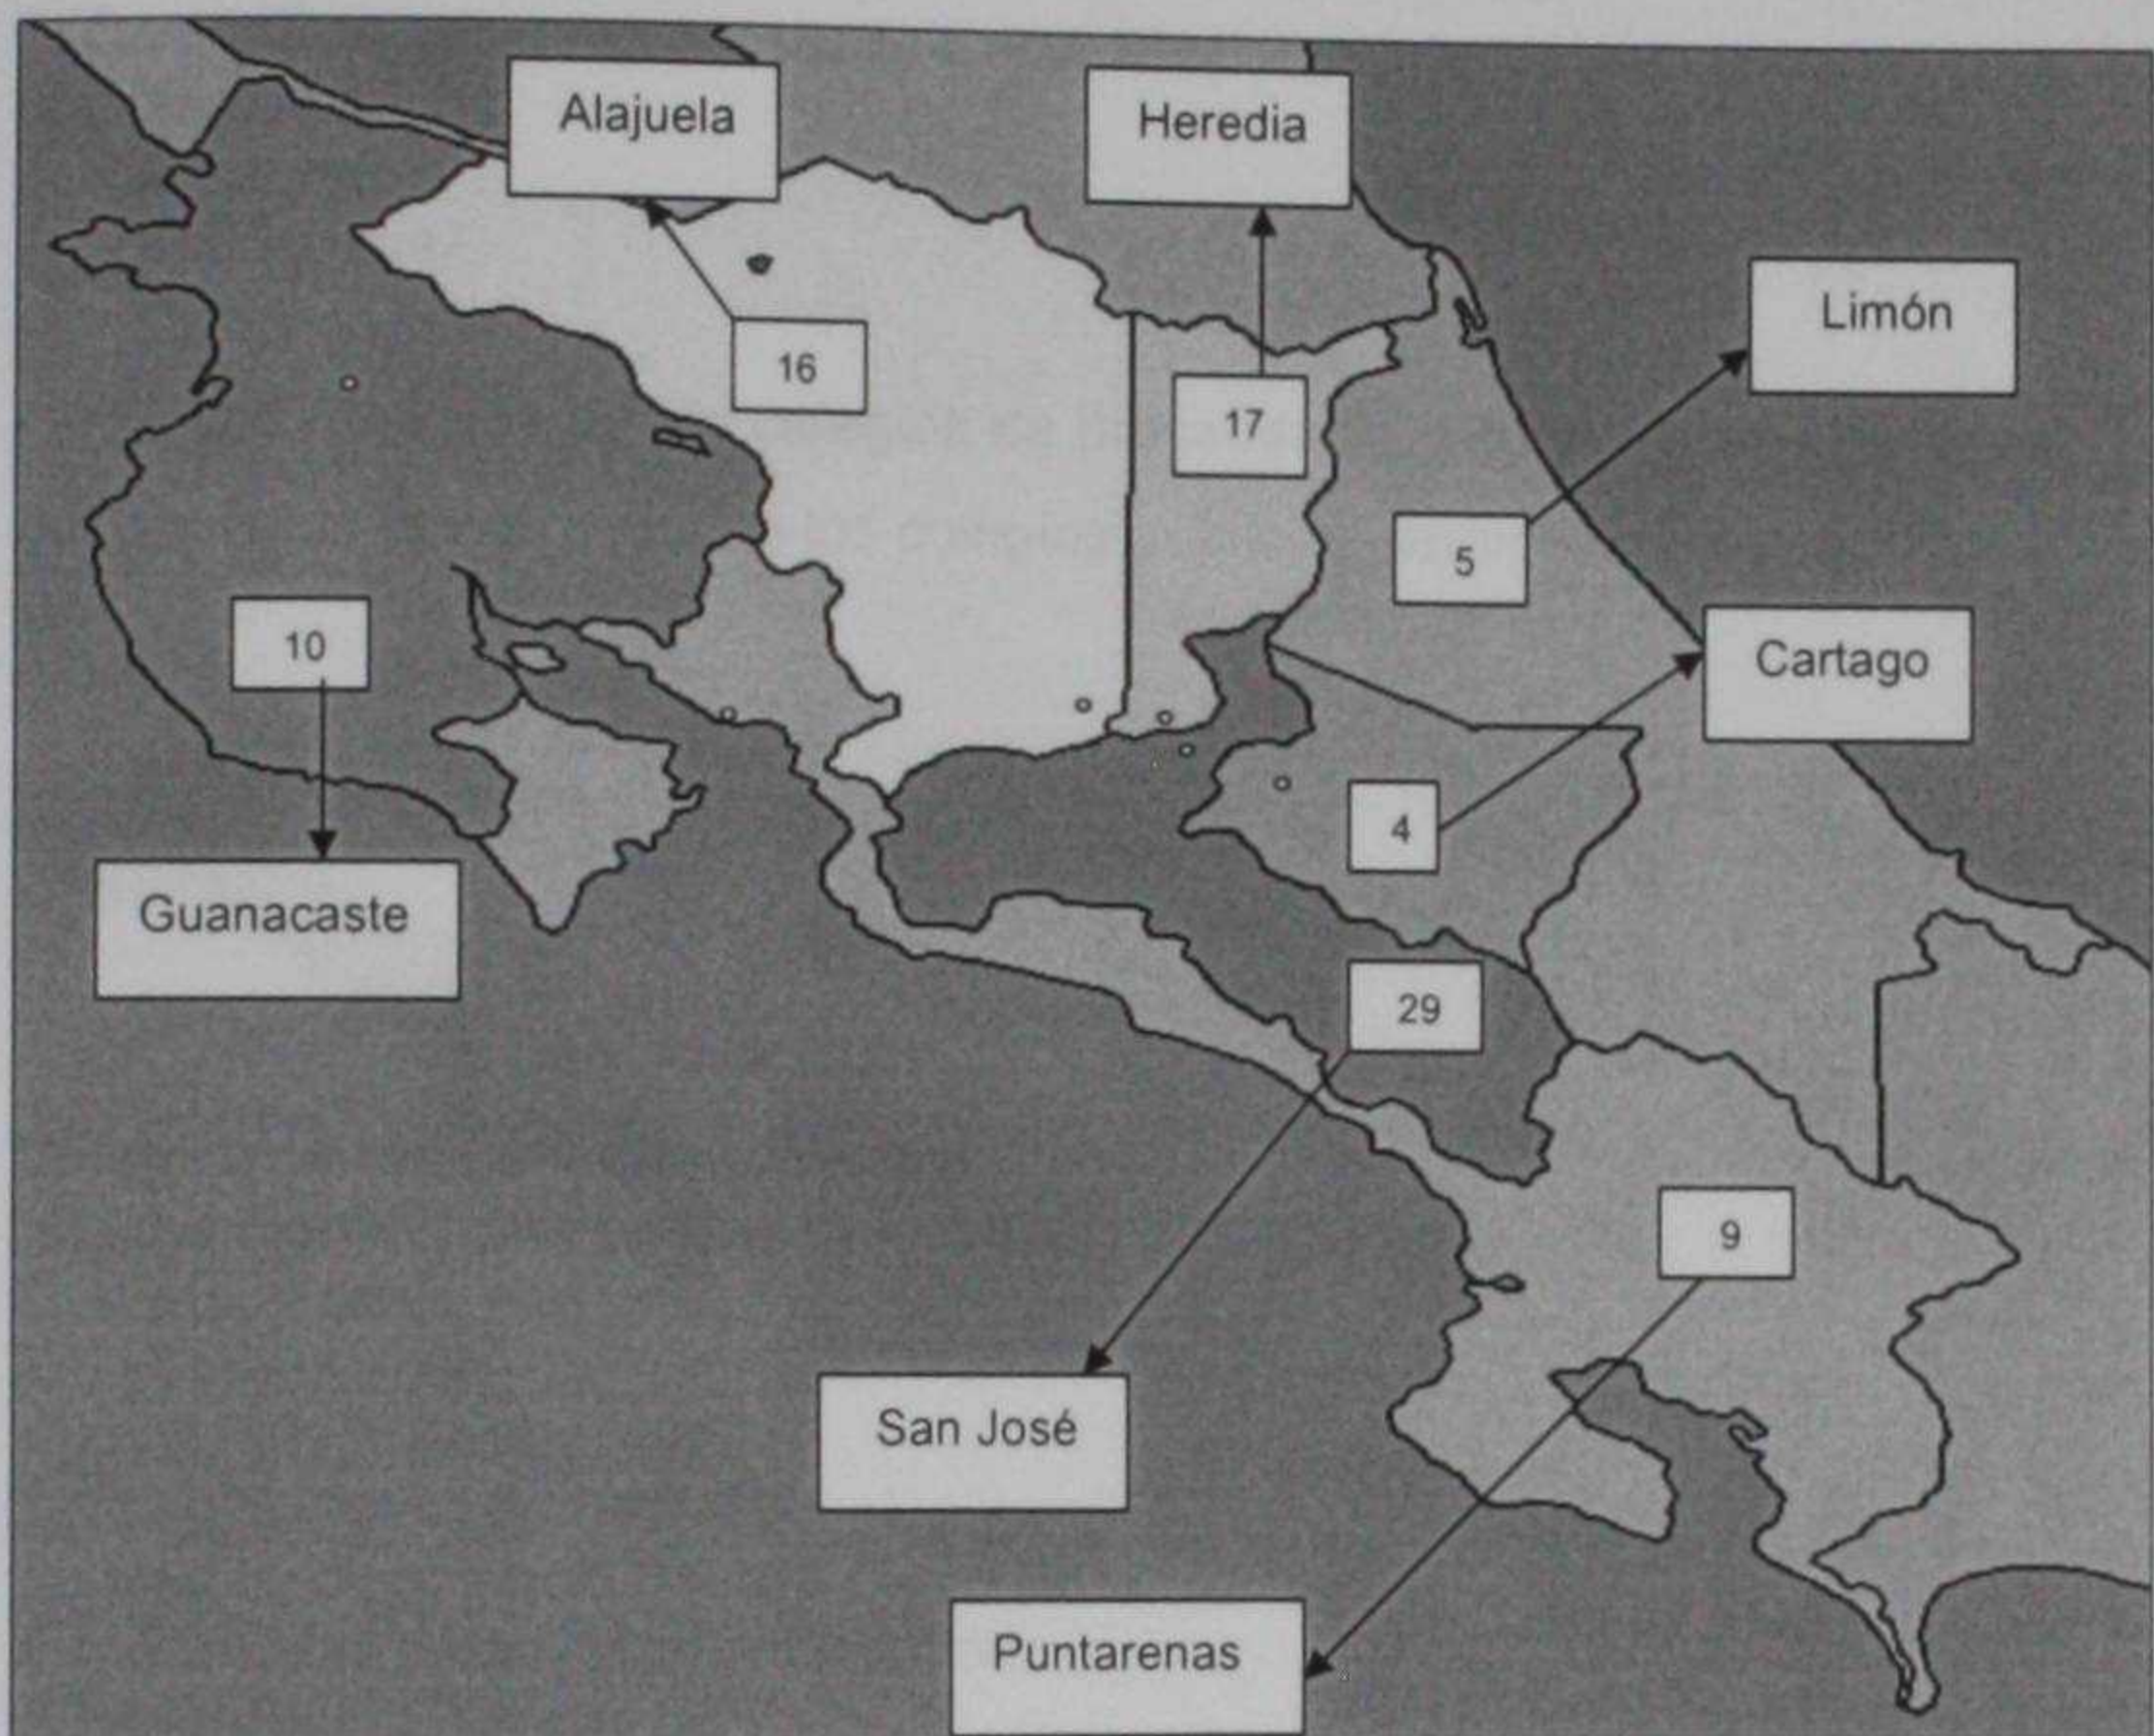 Alajuela
Heredia
Limón
16
17
5
10
Cartago
4
Guanacaste
29
9
San José
Puntarenas